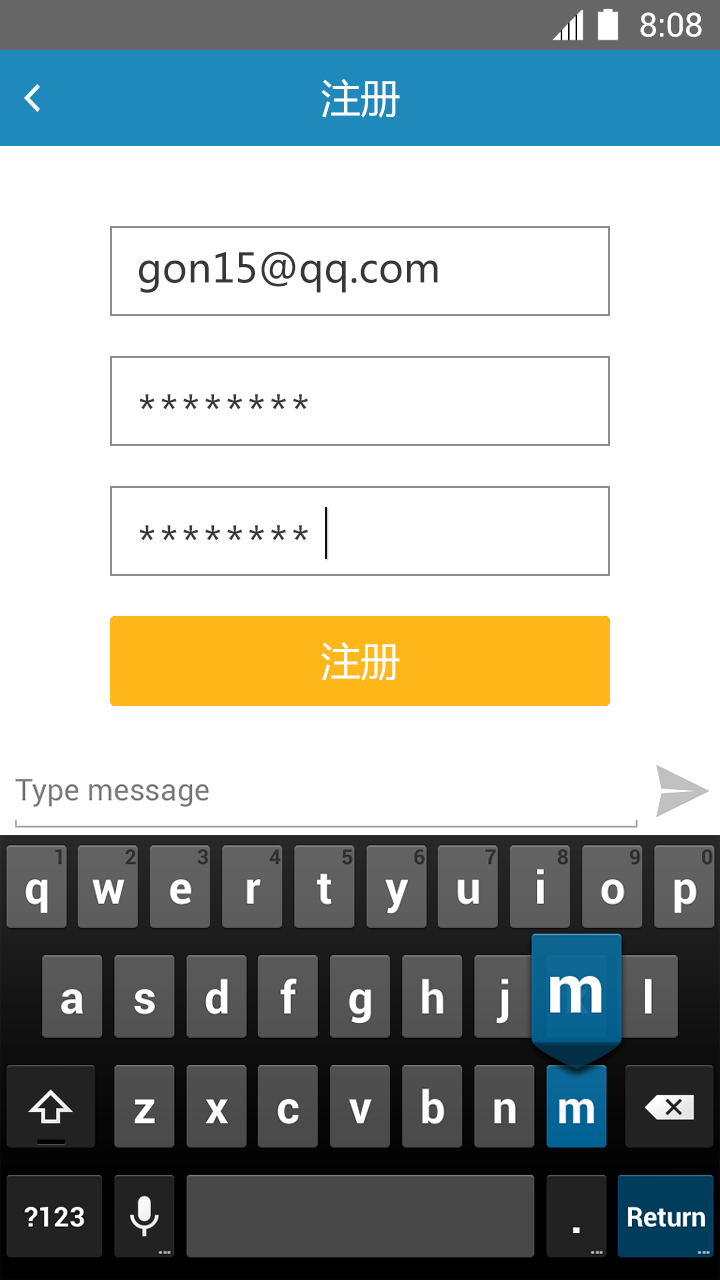 8:08
注册
gon15@qq.com
********
********
注册
Type message
1 2 3 4 5 6 7 8 9 0
q w e r t y u i o p
a s d f g h j m l
z x c v b n m
?123 . Return